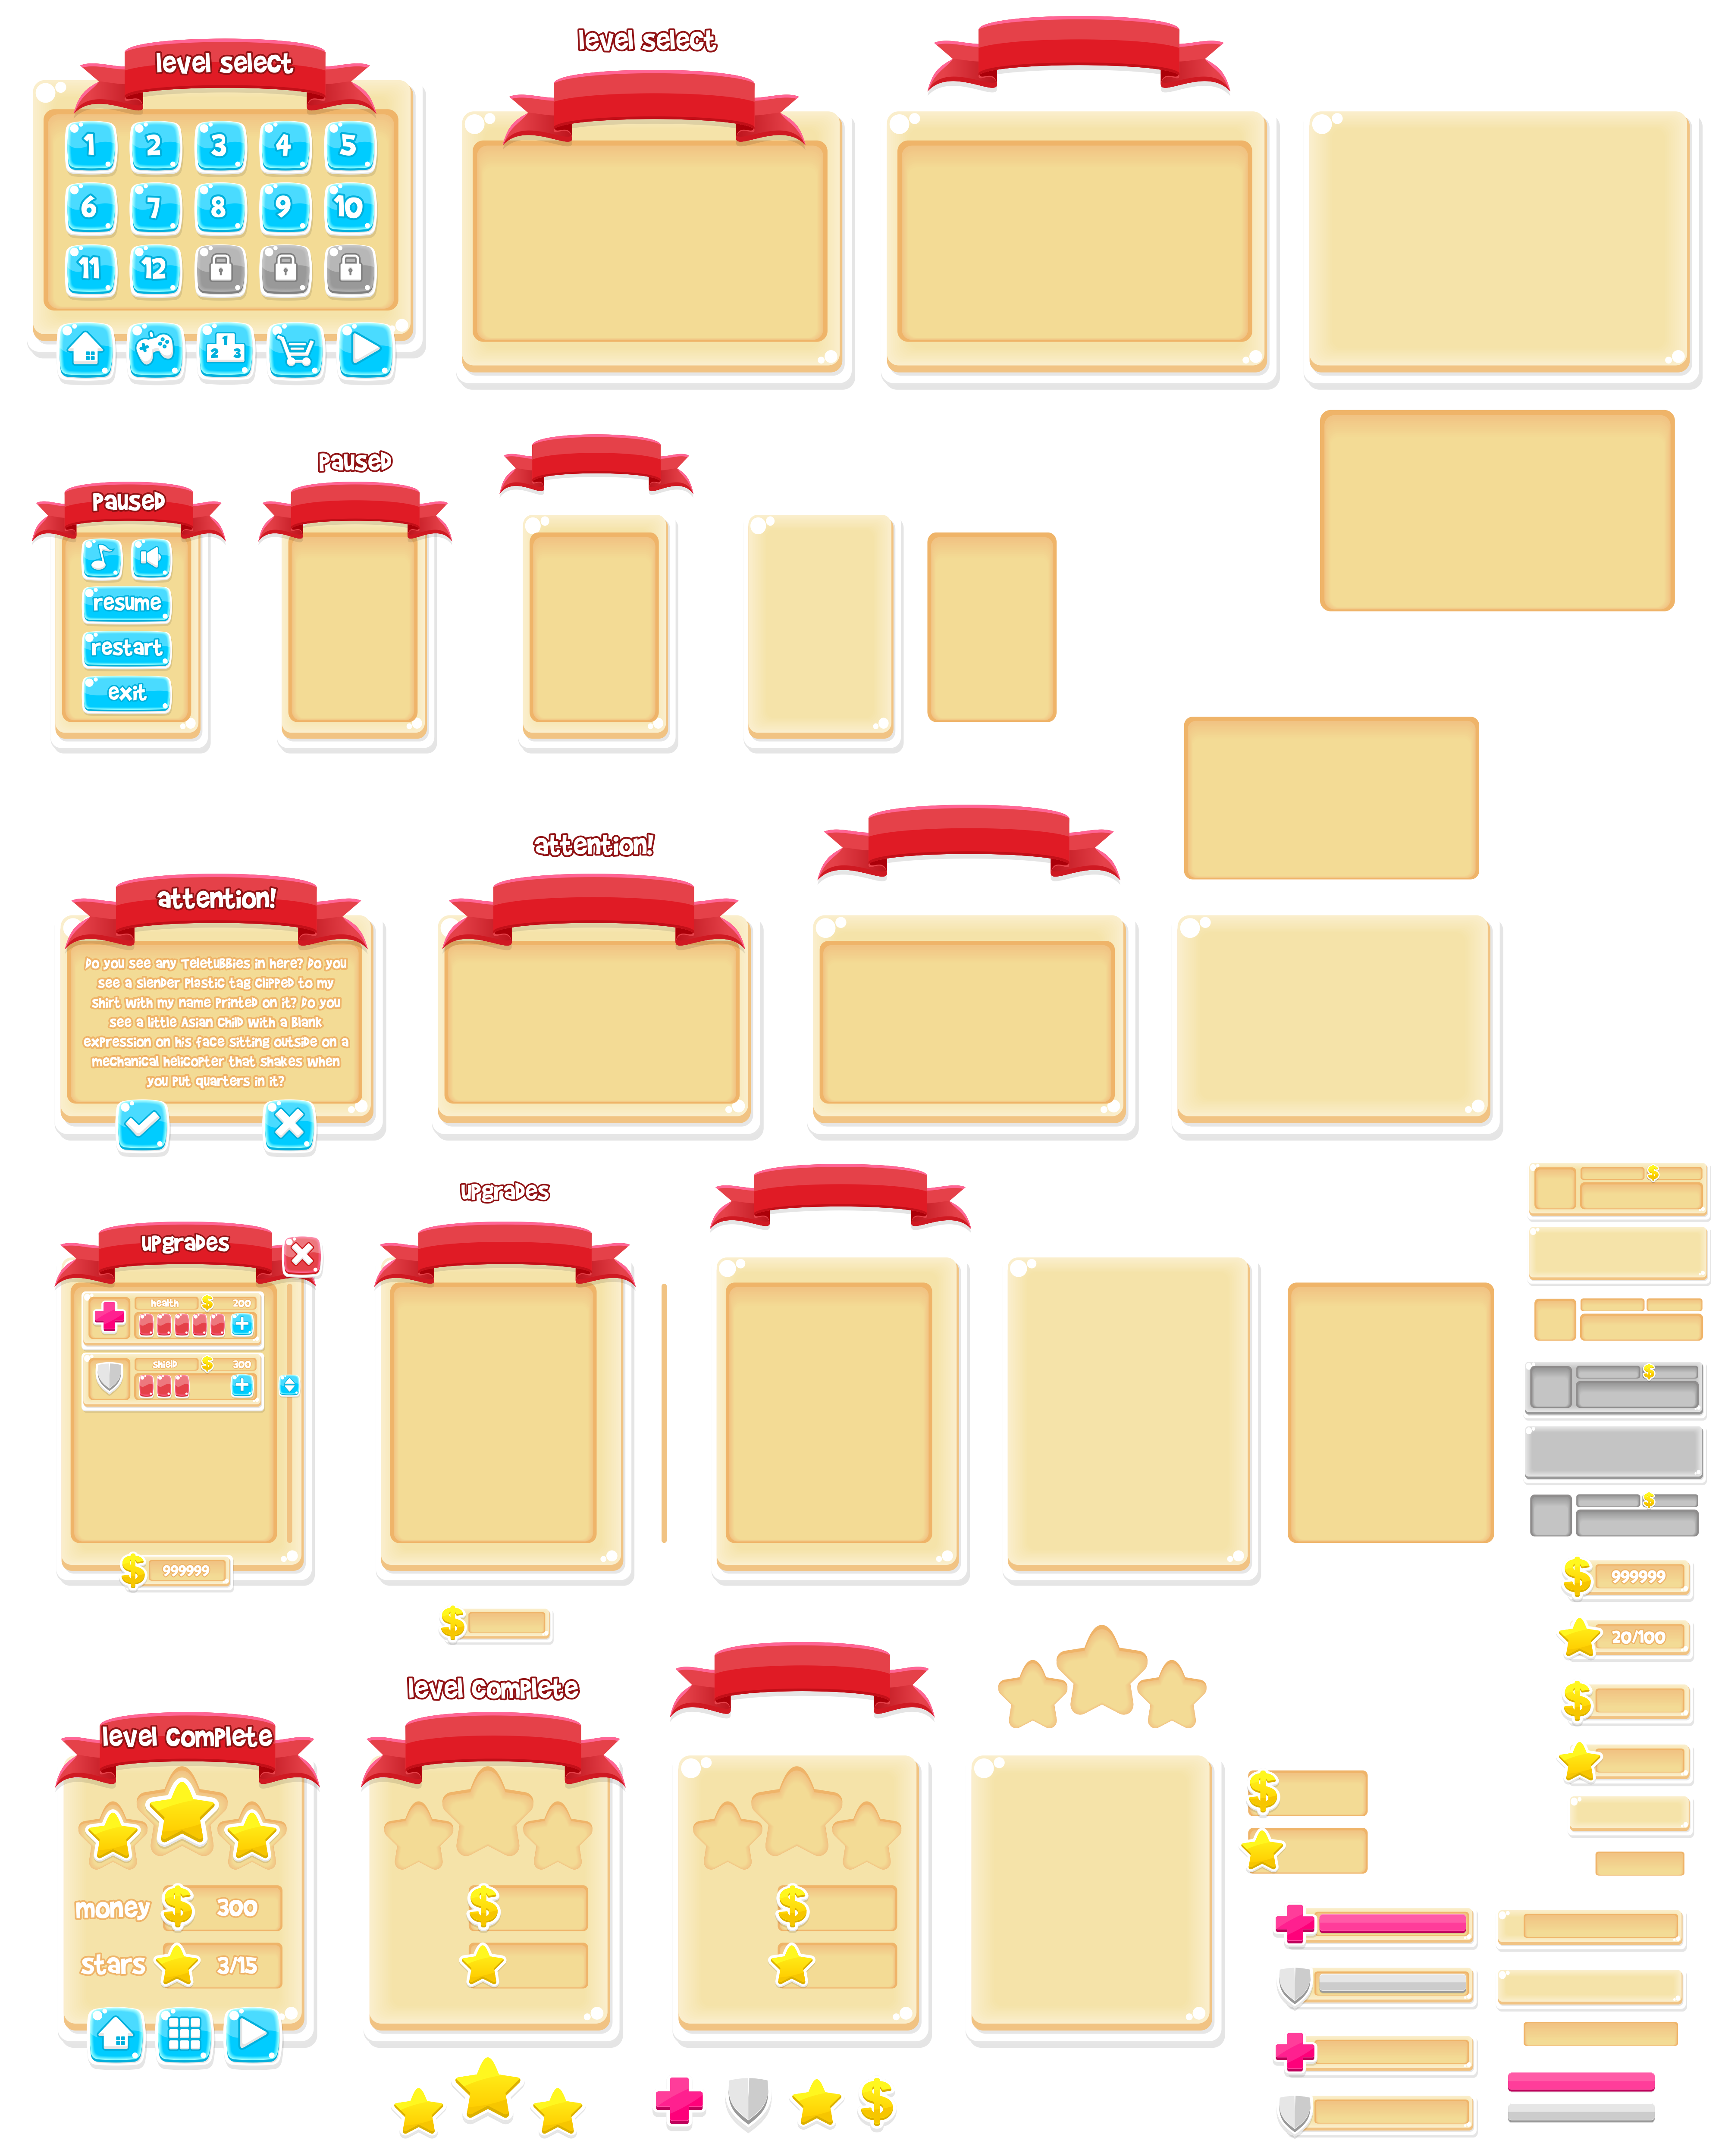 level select
level select
1 2 3 4 5
6 7 8 9 10
11 12
1
2 3
Paused
Paused
resume
restart
exit
attention!
attention!
Do you see any Teletubbies in here? Do you
see a slender plastic tag clipped to my
shirt with my name printed on it? Do you
see a little Asian child with a blank
expression on his face sitting outside on a
mechanical helicopter that shakes when
you put quarters in it?
upgrades
upgrades
$
health $ 200
shield $ 300
$
$
$ 999999
$ 999999
$
20/100
$
level complete
level complete
$
money $ 300
$
$
stars 3/15
$